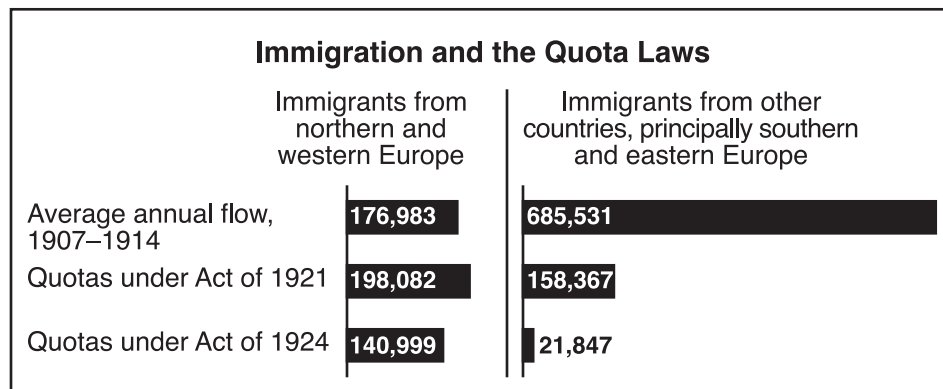 Immigration and the Quota Laws
Immigrants from
northern and
western Europe
Immigrants from other
countries, principally southern
and eastern Europe
Average annual flow,
1907–1914
176,983
685,531
Quotas under Act of 1921
198,082
158,367
Quotas under Act of 1924
140,999
21,847